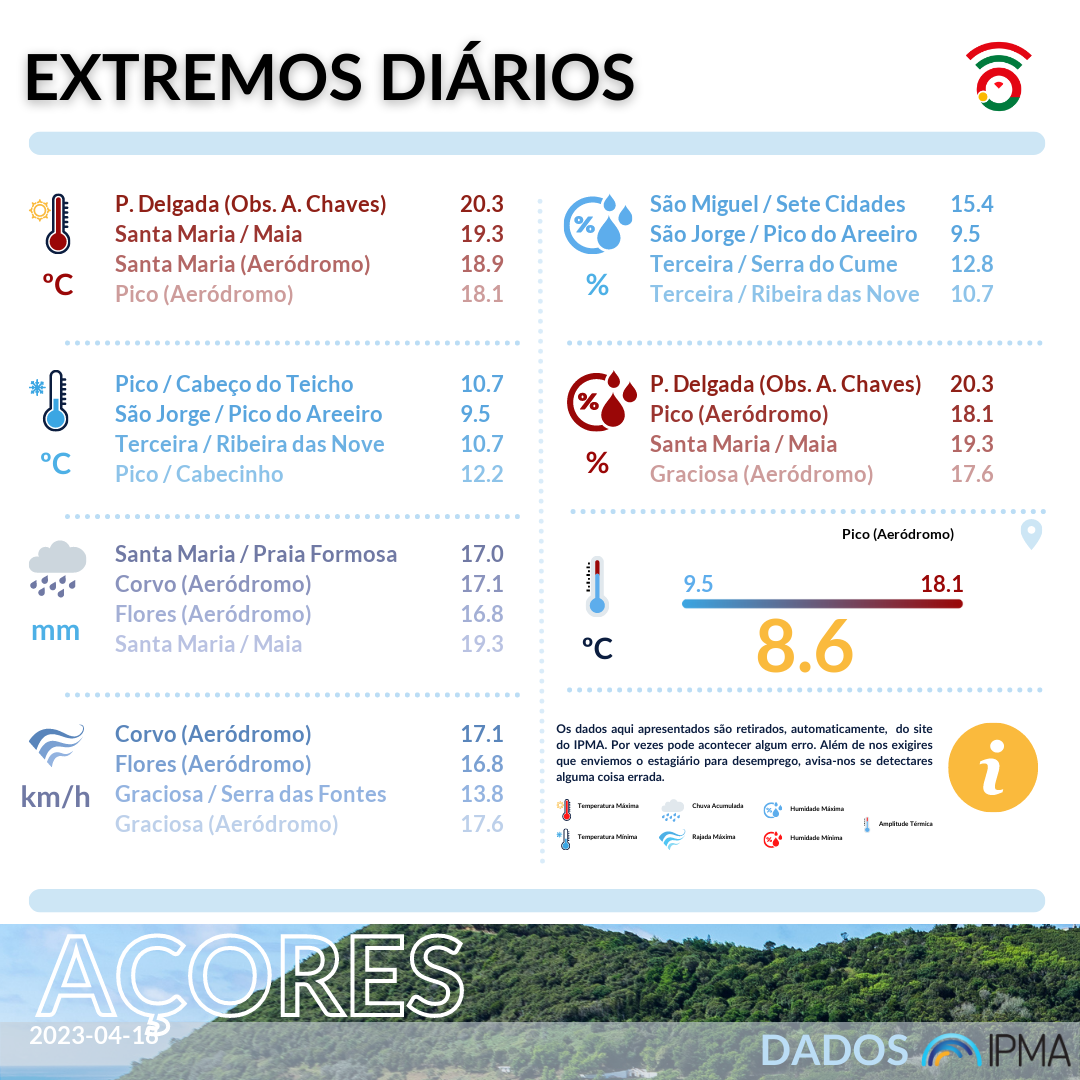 EXTREMOS DIÁRIOS
P. Delgada (Obs. A. Chaves) 20.3
Santa Maria / Maia 19.3
Santa Maria (Aeródromo) 18.9
Pico (Aeródromo) 18.1
ºC
Pico / Cabeço do Teicho 10.7
São Jorge / Pico do Areeiro 9.5
Terceira / Ribeira das Nove 10.7
Pico / Cabecinho 12.2
ºC
Santa Maria / Praia Formosa 17.0
Corvo (Aeródromo) 17.1
Flores (Aeródromo) 16.8
Santa Maria / Maia 19.3
mm
Corvo (Aeródromo) 17.1
Flores (Aeródromo) 16.8
Graciosa / Serra das Fontes 13.8
Graciosa (Aeródromo) 17.6
km/h
São Miguel / Sete Cidades 15.4
São Jorge / Pico do Areeiro 9.5
Terceira / Serra do Cume 12.8
Terceira / Ribeira das Nove 10.7
%
%
P. Delgada (Obs. A. Chaves) 20.3
Pico (Aeródromo) 18.1
Santa Maria / Maia 19.3
Graciosa (Aeródromo) 17.6
%
%
Pico (Aeródromo)
9.5 18.1
8.6
ºC
Os dados aqui apresentados são retirados, automaticamente, do site
do IPMA. Por vezes pode acontecer algum erro. Além de nos exigires
que enviemos o estagiário para desemprego, avisa-nos se detectares
alguma coisa errada.
i
Temperatura Máxima
Chuva Acumulada
Humidade Máxima
Amplitude Térmica
Temperatura Mínima
Rajada Máxima
Humidade Mínima
AÇORES
2023-04-18
DADOS IPMA